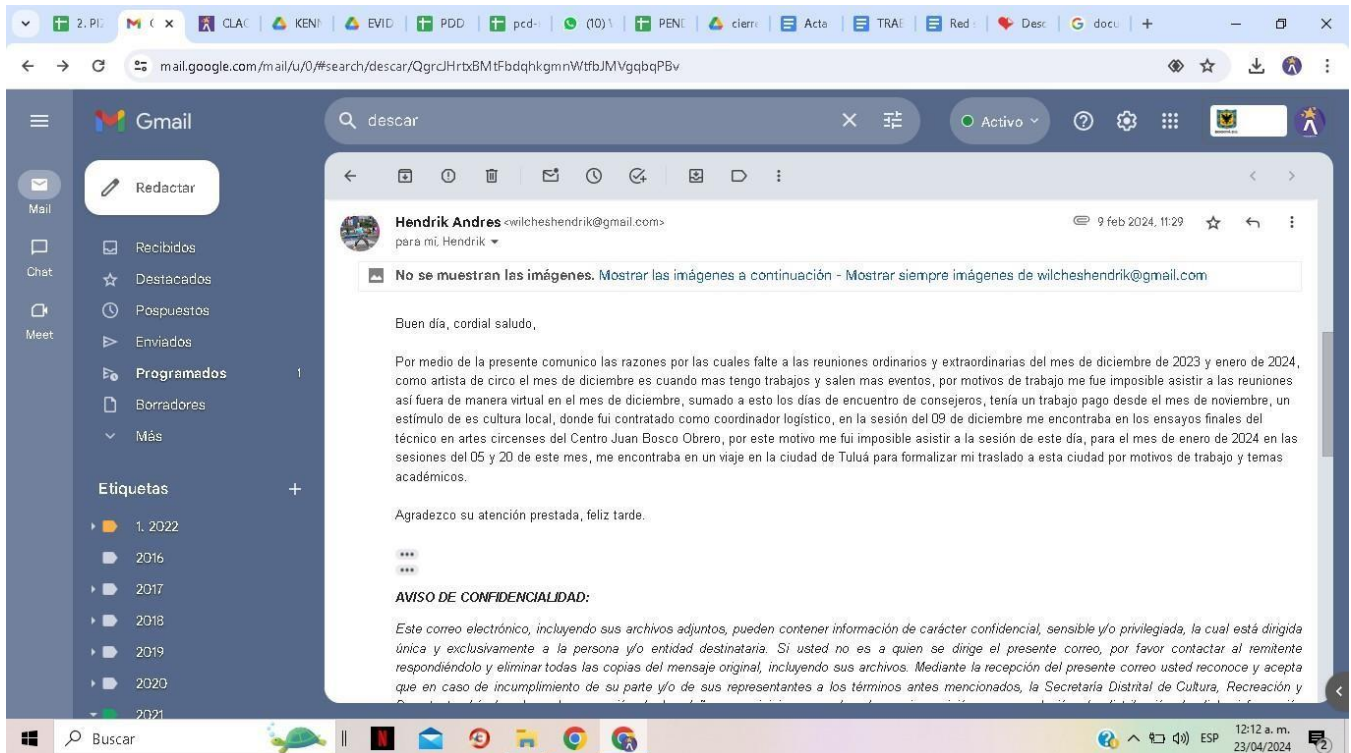 2. PI
M (
CLAC
KENN
EVID
PDD
pcd-
(10)
PEND
cierre
Acta
TRAE
Red
Desc
docu
mail.google.com/mail/u/0/#search/descar/QgrcJHrtxBMtFbdqhkgmnWtfbJMVgqbqPBv
Gmail
descar
Activo
Mail
Chat
Meet
Redactar
Recibidos
Destacados
Pospuestos
Enviados
Programados 1
Borradores
Más
Etiquetas
1. 2022
2016
2017
2018
2019
2020
2021
Hendrik Andres <wilcheshendrik@gmail.com>
9 feb 2024, 11:29
para mí, Hendrik
No se muestran las imágenes. Mostrar las imágenes a continuación - Mostrar siempre imágenes de wilcheshendrik@gmail.com
Buen día, cordial saludo,
Por medio de la presente comunico las razones por las cuales falte a las reuniones ordinarios y extraordinarias del mes de diciembre de 2023 y enero de 2024,
como artista de circo el mes de diciembre es cuando mas tengo trabajos y salen mas eventos, por motivos de trabajo me fue imposible asistir a las reuniones
así fuera de manera virtual en el mes de diciembre, sumado a esto los días de encuentro de consejeros, tenía un trabajo pago desde el mes de noviembre, un
estímulo de es cultura local, donde fui contratado como coordinador logístico, en la sesión del 09 de diciembre me encontraba en los ensayos finales del
técnico en artes circenses del Centro Juan Bosco Obrero, por este motivo me fui imposible asistir a la sesión de este día, para el mes de enero de 2024 en las
sesiones del 05 y 20 de este mes, me encontraba en un viaje en la ciudad de Tuluá para formalizar mi traslado a esta ciudad por motivos de trabajo y temas
académicos.
Agradezco su atención prestada, feliz tarde.
AVISO DE CONFIDENCIALIDAD:
Este correo electrónico, incluyendo sus archivos adjuntos, pueden contener información de carácter confidencial, sensible y/o privilegiada, la cual está dirigida
única y exclusivamente a la persona y/o entidad destinataria. Si usted no es a quien se dirige el presente correo, por favor contactar al remitente
respondiéndolo y eliminar todas las copias del mensaje original, incluyendo sus archivos. Mediante la recepción del presente correo usted reconoce y acepta
que en caso de incumplimiento de su parte y/o de sus representantes a los términos antes mencionados, la Secretaría Distrital de Cultura, Recreación y
Buscar
ESP
12:12 a. m.
23/04/2024